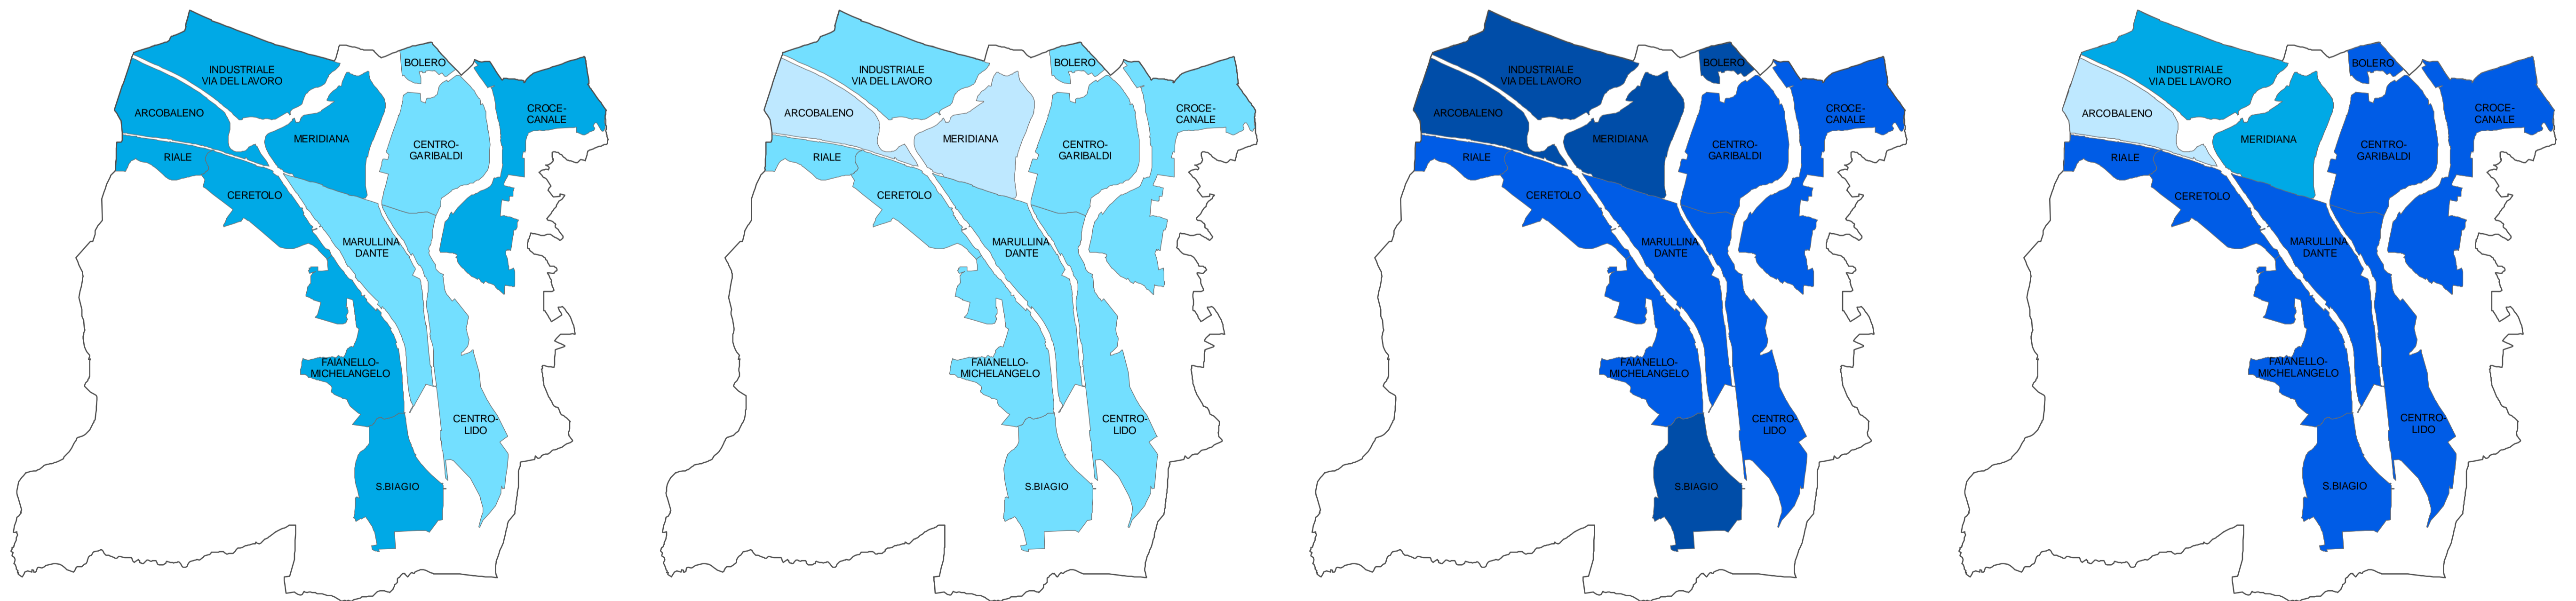 BOLERO
INDUSTRIALE
VIA DEL LAVORO
ARCOBALENO
CROCE-
CANALE
MERIDIANA
CENTRO-
GARIBALDI
RIALE
CERETOLO
MARULLINA
DANTE
FAIANELLO-
MICHELANGELO
CENTRO-
LIDO
S.BIAGIO
BOLERO
INDUSTRIALE
VIA DEL LAVORO
ARCOBALENO
CROCE-
CANALE
MERIDIANA
CENTRO-
GARIBALDI
RIALE
CERETOLO
MARULLINA
DANTE
FAIANELLO-
MICHELANGELO
CENTRO-
LIDO
S.BIAGIO
BOLERO
INDUSTRIALE
VIA DEL LAVORO
ARCOBALENO
CROCE-
CANALE
MERIDIANA
CENTRO-
GARIBALDI
RIALE
CERETOLO
MARULLINA
DANTE
FAIANELLO-
MICHELANGELO
CENTRO-
LIDO
S.BIAGIO
BOLERO
INDUSTRIALE
VIA DEL LAVORO
ARCOBALENO
CROCE-
CANALE
MERIDIANA
CENTRO-
GARIBALDI
RIALE
CERETOLO
MARULLINA
DANTE
FAIANELLO-
MICHELANGELO
CENTRO-
LIDO
S.BIAGIO